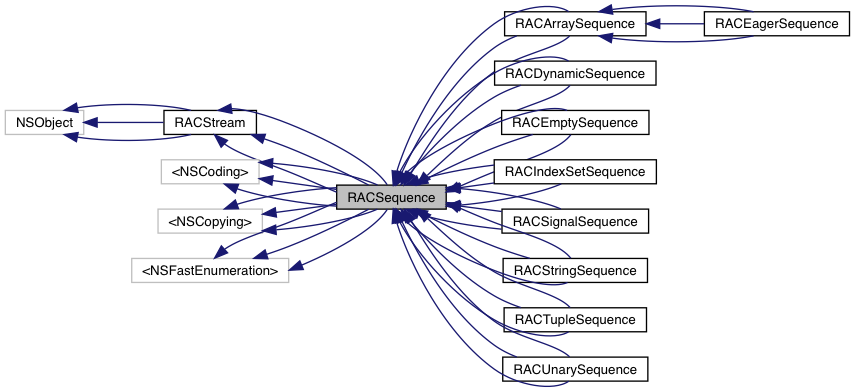 RACArraySequence
RACEagerSequence
RACDynamicSequence
NSObject
RACStream
RACEmptySequence
<NSCoding>
RACIndexSetSequence
RACSequence
<NSCopying>
RACSignalSequence
<NSFastEnumeration>
RACStringSequence
RACTupleSequence
RACUnarySequence